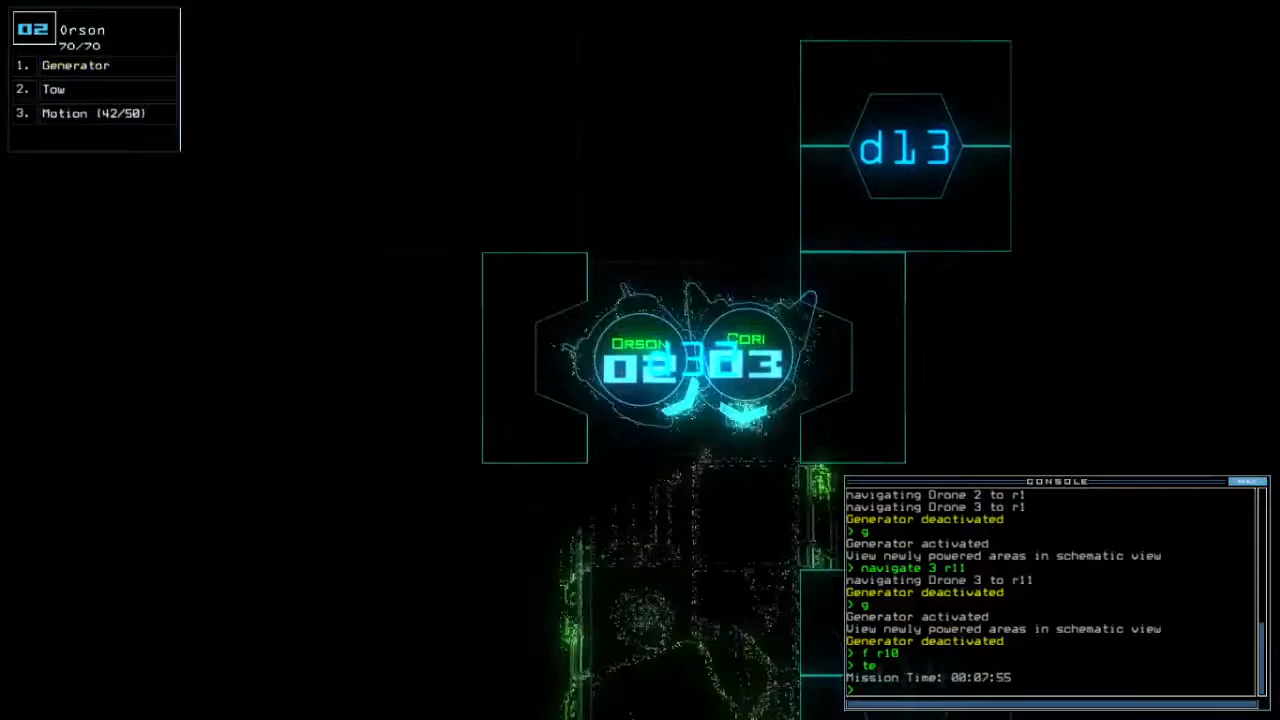 02 Orson
70/70
1. Generator
2. Tow
3. Motion (42/50)
d13
ORSON
02
CORI
03
CONSOLE
navigating Drone 2 to r1
navigating Drone 3 to r1
Generator deactivated
> g
Generator activated
View newly powered areas in schematic view
> navigate 3 r11
navigating Drone 3 to r11
Generator deactivated
> g
Generator activated
View newly powered areas in schematic view
Generator deactivated
> f r10
> te
Mission Time: 00:07:55
>